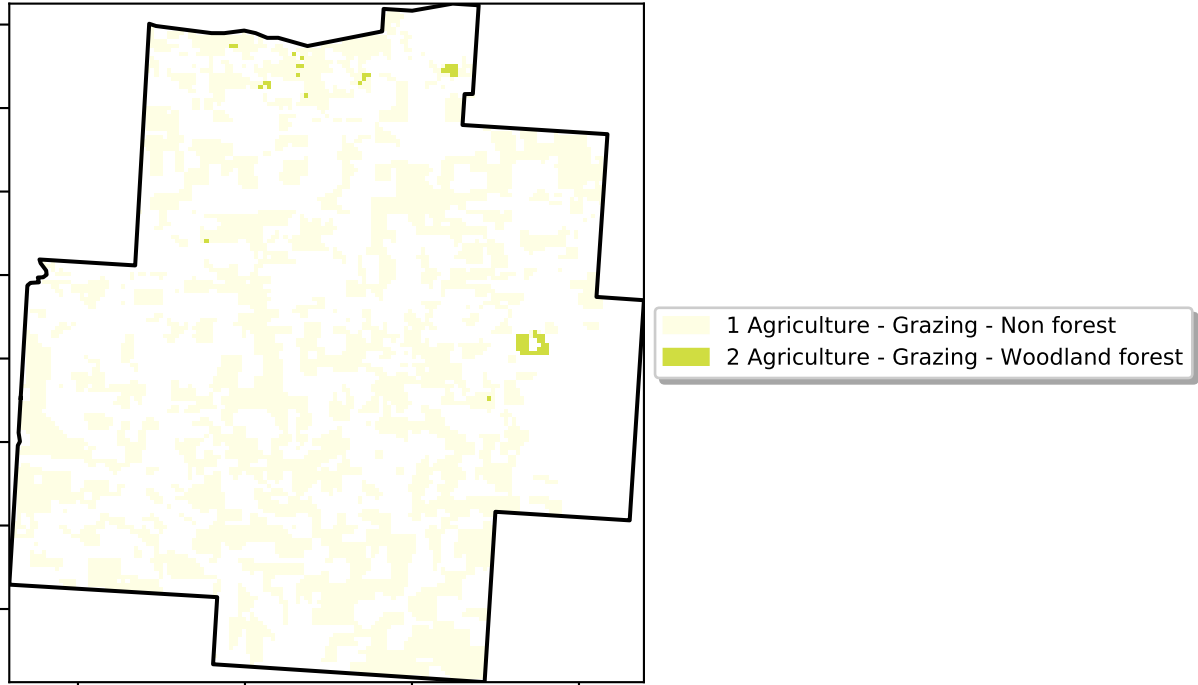 1 Agriculture - Grazing - Non forest
2 Agriculture - Grazing - Woodland forest